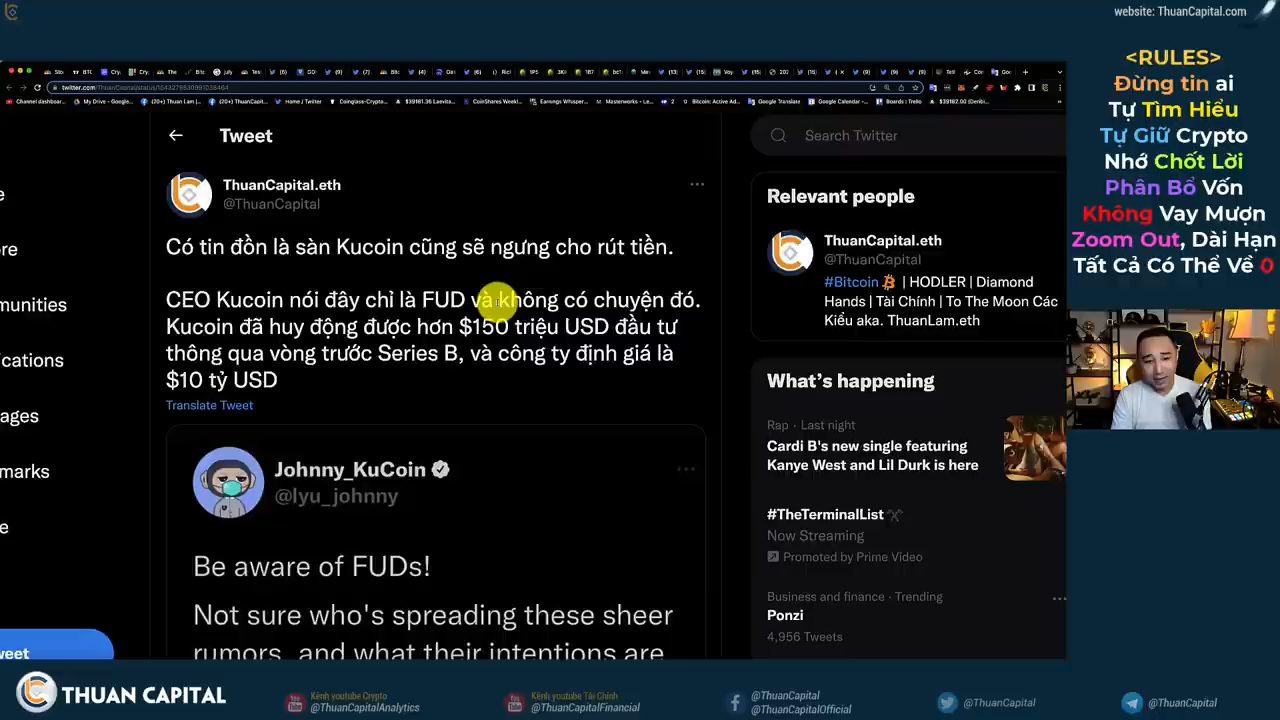 website: ThuanCapital.com
<RULES>
Đừng tin ai
Tự Tìm Hiểu
Tự Giữ Crypto
Nhớ Chốt Lời
Phân Bổ Vốn
Không Vay Mượn
Zoom Out, Dài Hạn
Tất Cả Có Thể Về 0
Tweet
Search Twitter
ThuanCapital.eth
@ThuanCapital
Có tin đồn là sàn Kucoin cũng sẽ ngưng cho rút tiền.
CEO Kucoin nói đây chỉ là FUD và không có chuyện đó.
Kucoin đã huy động được hơn $150 triệu USD đầu tư
thông qua vòng trước Series B, và công ty định giá là
$10 tỷ USD
Translate Tweet
Johnny_KuCoin
@lyu_johnny
Be aware of FUDs!
Not sure who's spreading these sheer
rumors, and what their intentions are
Relevant people
ThuanCapital.eth
@ThuanCapital
#Bitcoin | HODLER | Diamond
Hands | Tài Chính | To The Moon Các
Kiểu aka. ThuanLam.eth
What's happening
Rap · Last night
Cardi B's new single featuring
Kanye West and Lil Durk is here
#TheTerminalList
Now Streaming
Promoted by Prime Video
Business and finance · Trending
Ponzi
4,956 Tweets
THUAN CAPITAL
Kênh youtube Crypto
@ThuanCapitalAnalytics
Kênh youtube Tài Chính
@ThuanCapitalFinancial
@ThuanCapital
@ThuanCapitalOfficial
@ThuanCapital
@ThuanCapital